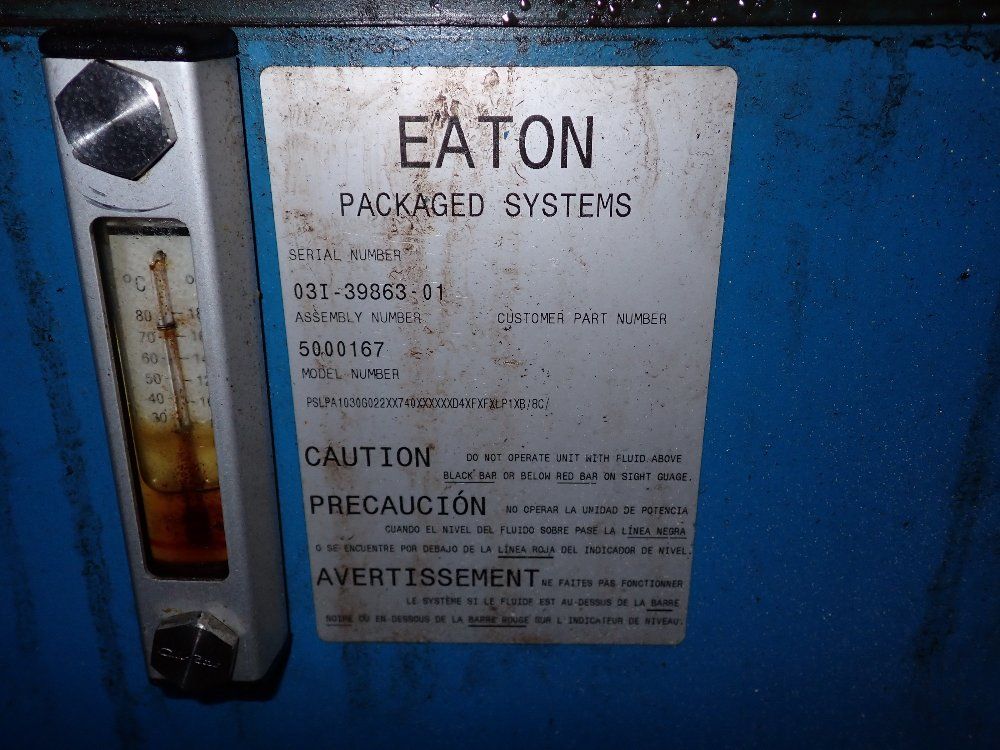 EATON
PACKAGED SYSTEMS
SERIAL NUMBER
03I-39863-01
ASSEMBLY NUMBER CUSTOMER PART NUMBER
5000167
MODEL NUMBER
PSLPA1030G022XX740XXXXXXD4XFXFXLP1XB/8C/
CAUTION DO NOT OPERATE UNIT WITH FLUID ABOVE
BLACK BAR OR BELOW RED BAR ON SIGHT GUAGE.
PRECAUCIÓN NO OPERAR LA UNIDAD DE POTENCIA
CUANDO EL NIVEL DEL FLUIDO SOBRE PASE LA LÍNEA NEGRA
O SE ENCUENTRE POR DEBAJO DE LA LÍNEA ROJA DEL INDICADOR DE NIVEL.
AVERTISSEMENT NE FAITES PAS FONCTIONNER
LE SYSTÈME SI LE FLUIDE EST AU-DESSUS DE LA BARRE
NOIRE OU EN-DESSOUS DE LA BARRE ROUGE SUR L'INDICATEUR DE NIVEAU.
°C
80
70
60
50
40
30